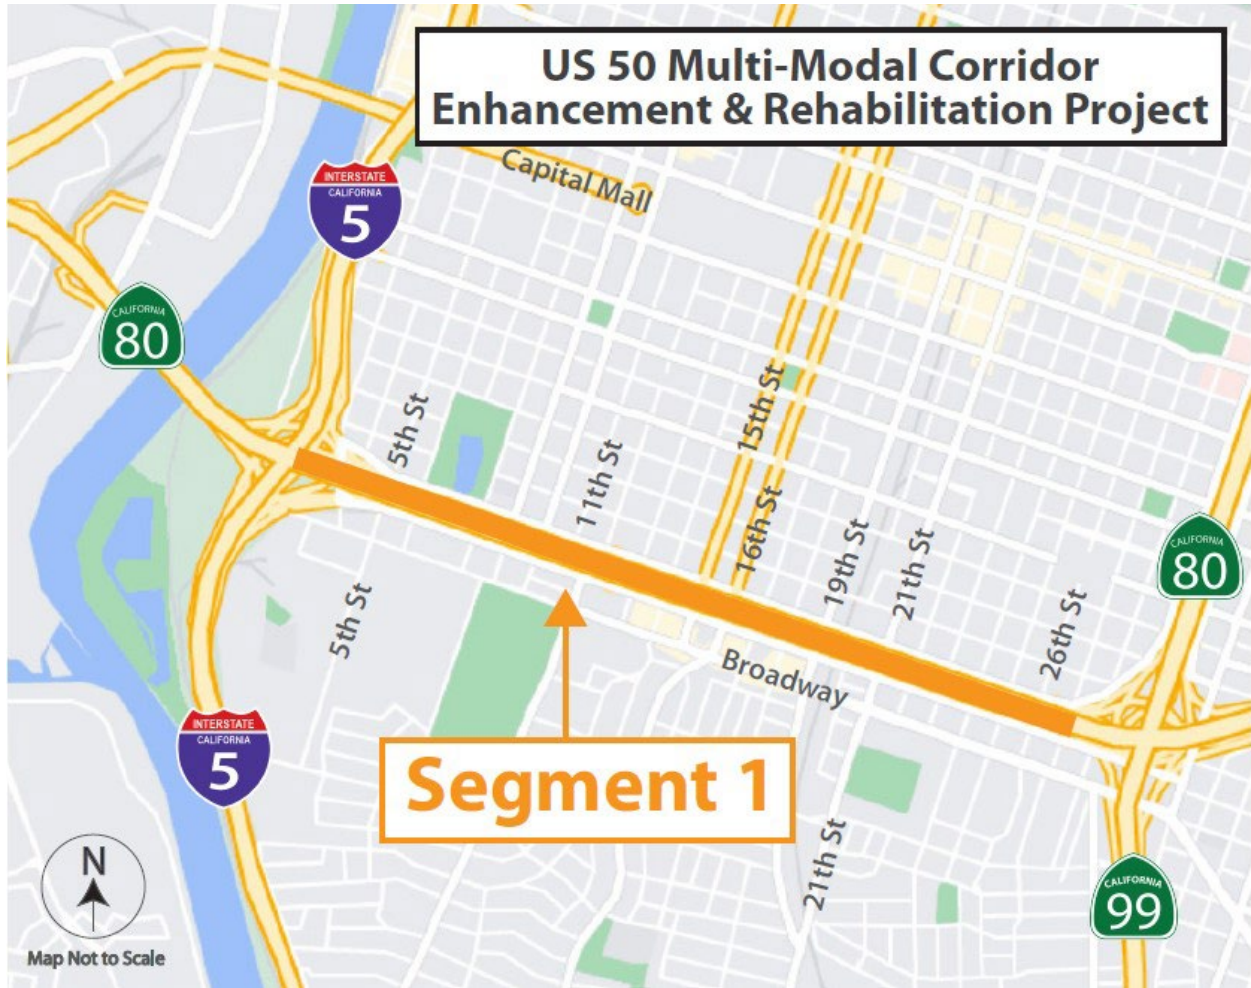 US 50 Multi-Modal Corridor
Enhancement & Rehabilitation Project
Capital Mall
INTERSTATE
CALIFORNIA
5
CALIFORNIA
80
5th St
11th St
15th St
16th St
19th St
21th St
26th St
CALIFORNIA
80
5th St
Broadway
INTERSTATE
CALIFORNIA
5
Segment 1
21th St
CALIFORNIA
99
N
Map Not to Scale